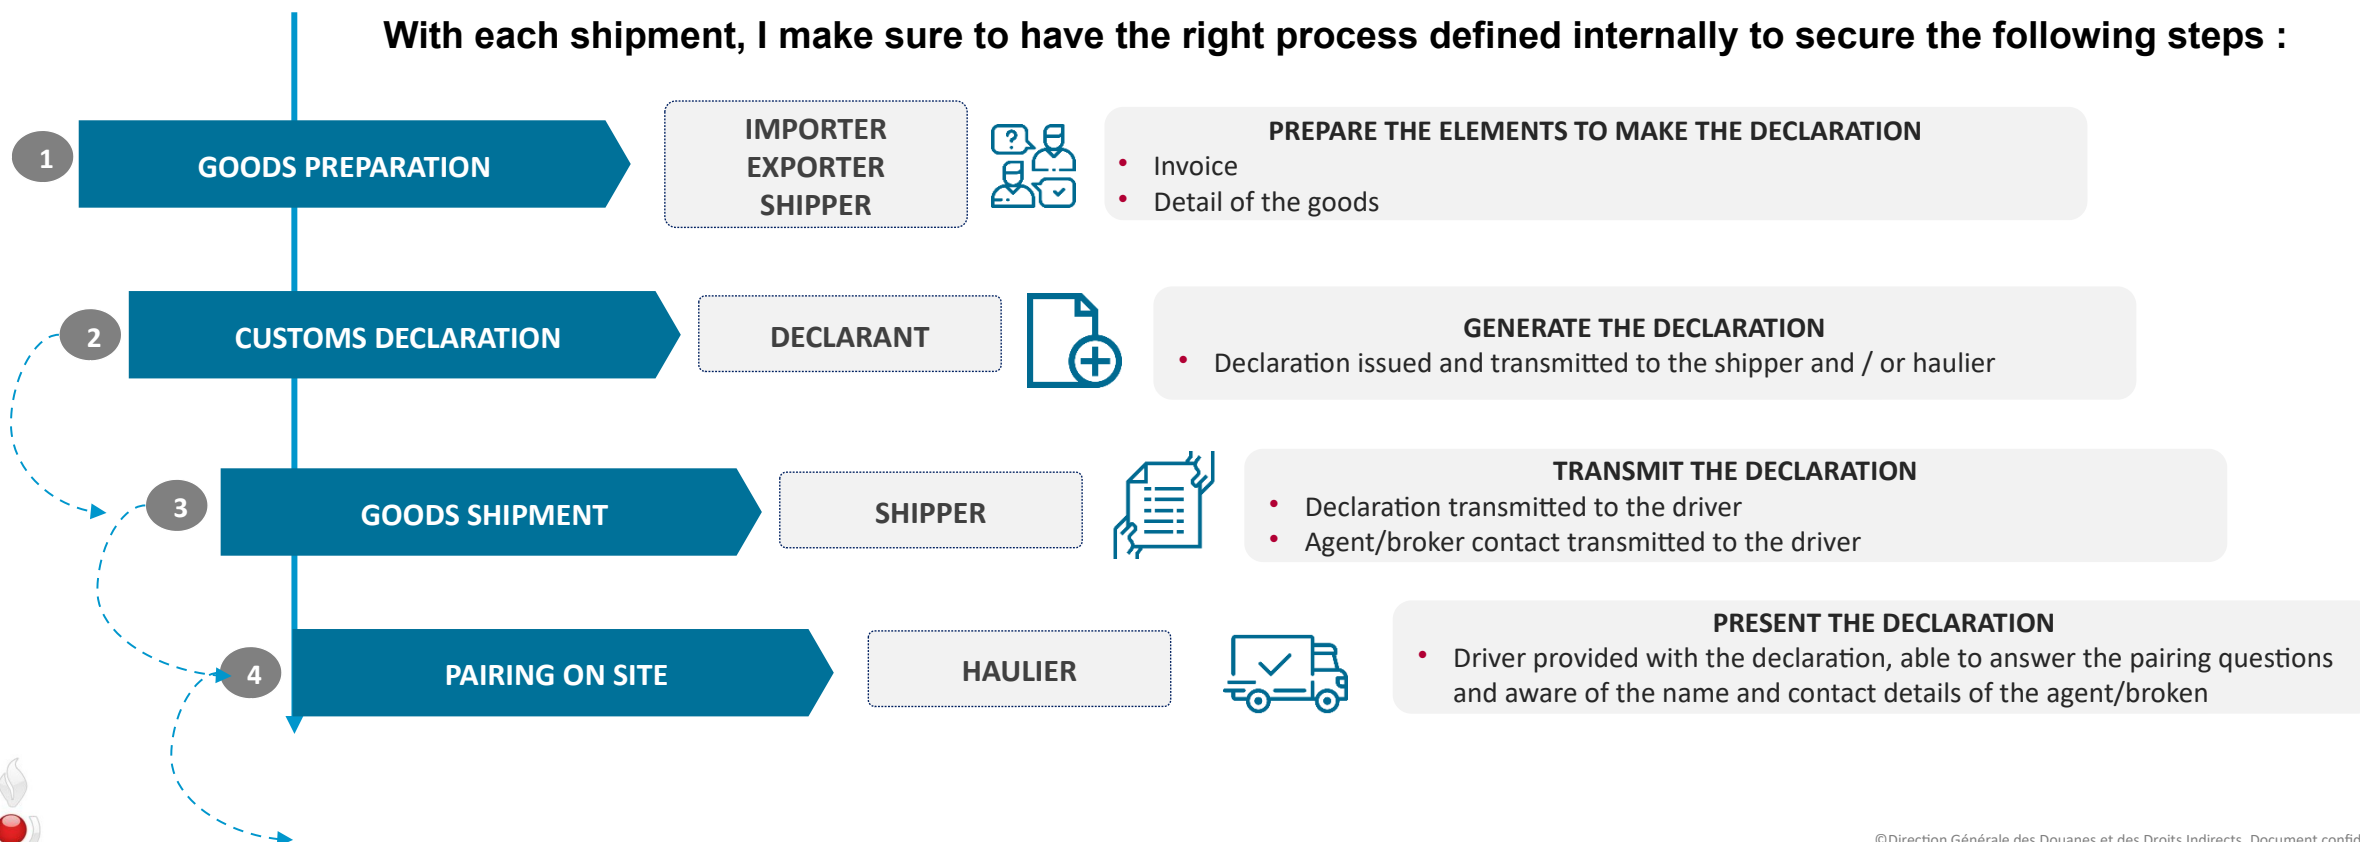 With each shipment, I make sure to have the right process defined internally to secure the following steps :
1
GOODS PREPARATION
IMPORTER
EXPORTER
SHIPPER
?
PREPARE THE ELEMENTS TO MAKE THE DECLARATION
• Invoice
• Detail of the goods
2
CUSTOMS DECLARATION
DECLARANT
GENERATE THE DECLARATION
• Declaration issued and transmitted to the shipper and / or haulier
3
GOODS SHIPMENT
SHIPPER
TRANSMIT THE DECLARATION
• Declaration transmitted to the driver
• Agent/broker contact transmitted to the driver
4
PAIRING ON SITE
HAULIER
PRESENT THE DECLARATION
• Driver provided with the declaration, able to answer the pairing questions
and aware of the name and contact details of the agent/broken
©Direction Générale des Douanes et des Droits Indirects. Document confid